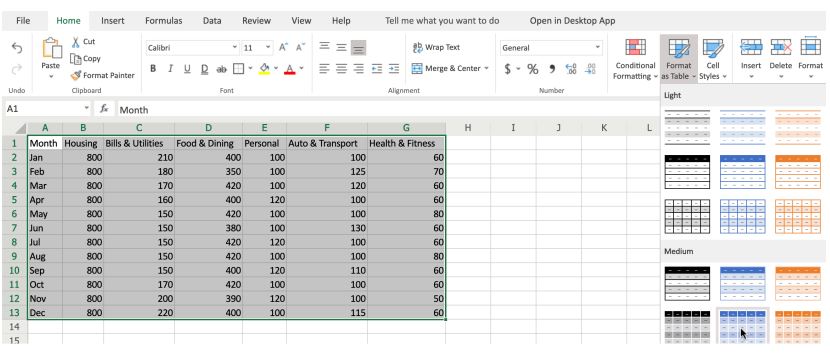 File Home Insert Formulas Data Review View Help Tell me what you want to do Open in Desktop App
Cut
Copy
Format Painter
Paste
Undo
Clipboard
Calibri 11 A A
B I U D ab A
Font
Wrap Text
Merge & Center
Alignment
General
$ % 9 .00 .00
Number
Conditional Formatting
Format as Table
Cell Styles
Insert Delete Format
A1 fx Month
A B C D E F G H I J K L
1 Month Housing Bills & Utilities Food & Dining Personal Auto & Transport Health & Fitness
2 Jan 800 210 400 100 100 60
3 Feb 800 180 350 100 125 70
4 Mar 800 170 420 100 120 60
5 Apr 800 160 400 120 100 60
6 May 800 150 420 100 100 80
7 Jun 800 150 380 100 130 60
8 Jul 800 150 420 120 100 60
9 Aug 800 150 420 100 100 80
10 Sep 800 150 400 120 110 60
11 Oct 800 170 420 100 100 60
12 Nov 800 200 390 120 100 50
13 Dec 800 220 400 100 115 60
14
15
Light
Medium